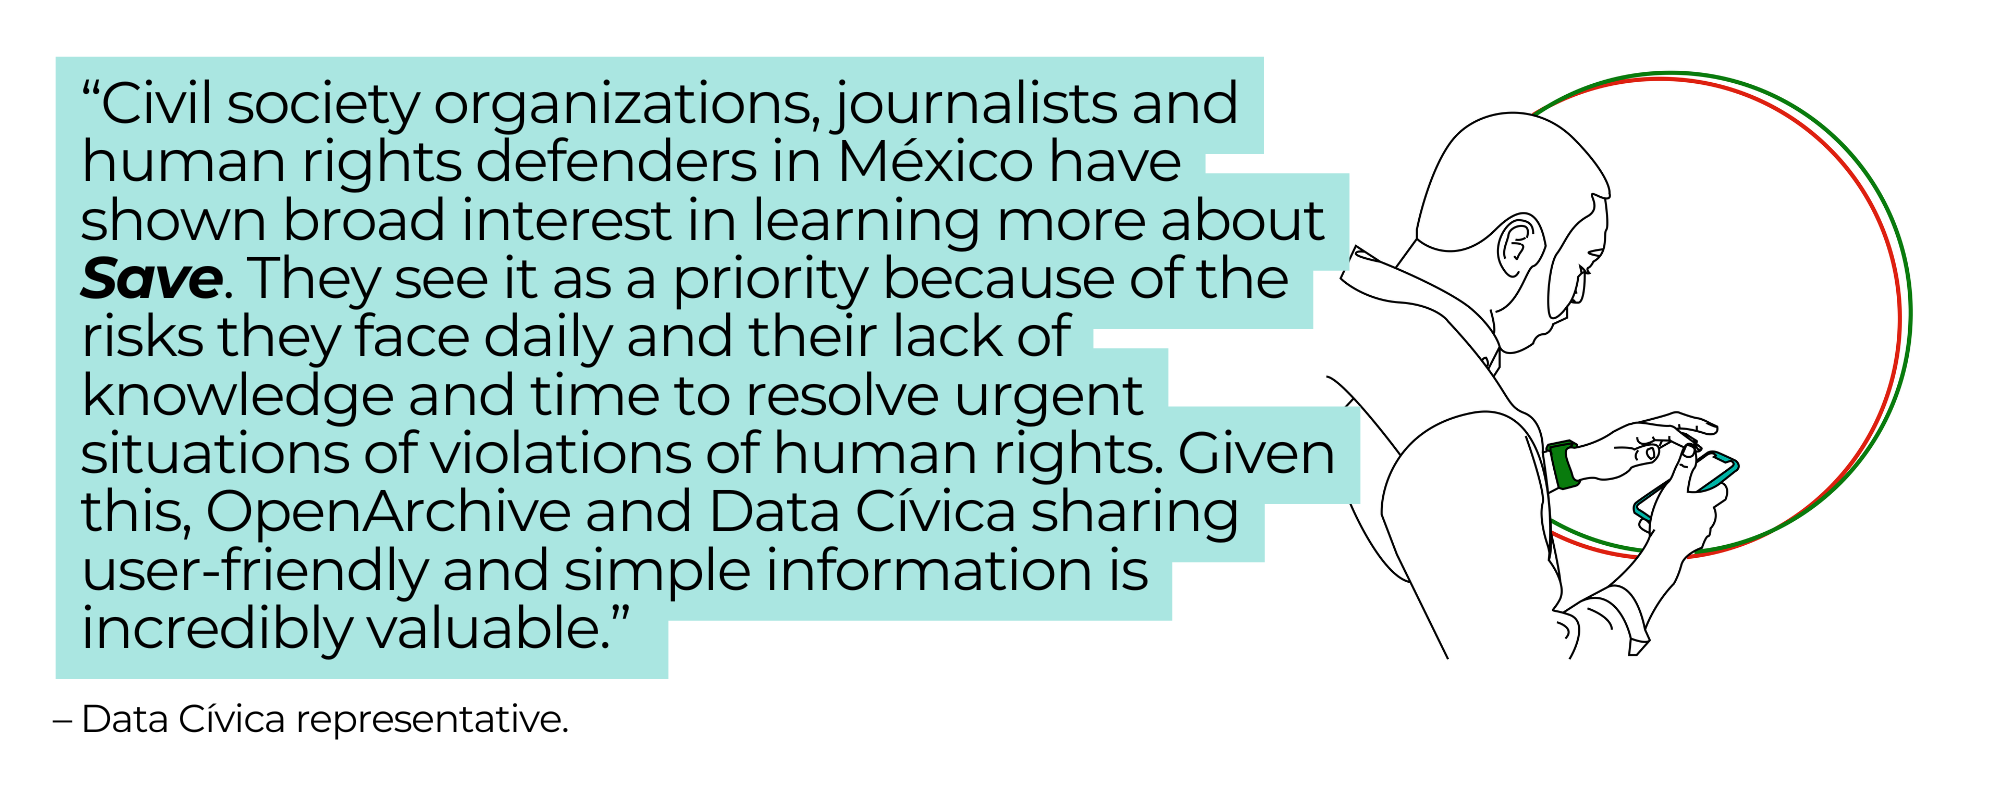 “Civil society organizations, journalists and
human rights defenders in México have
shown broad interest in learning more about
Save. They see it as a priority because of the
risks they face daily and their lack of
knowledge and time to resolve urgent
situations of violations of human rights. Given
this, OpenArchive and Data Cívica sharing
user-friendly and simple information is
incredibly valuable.”
– Data Cívica representative.